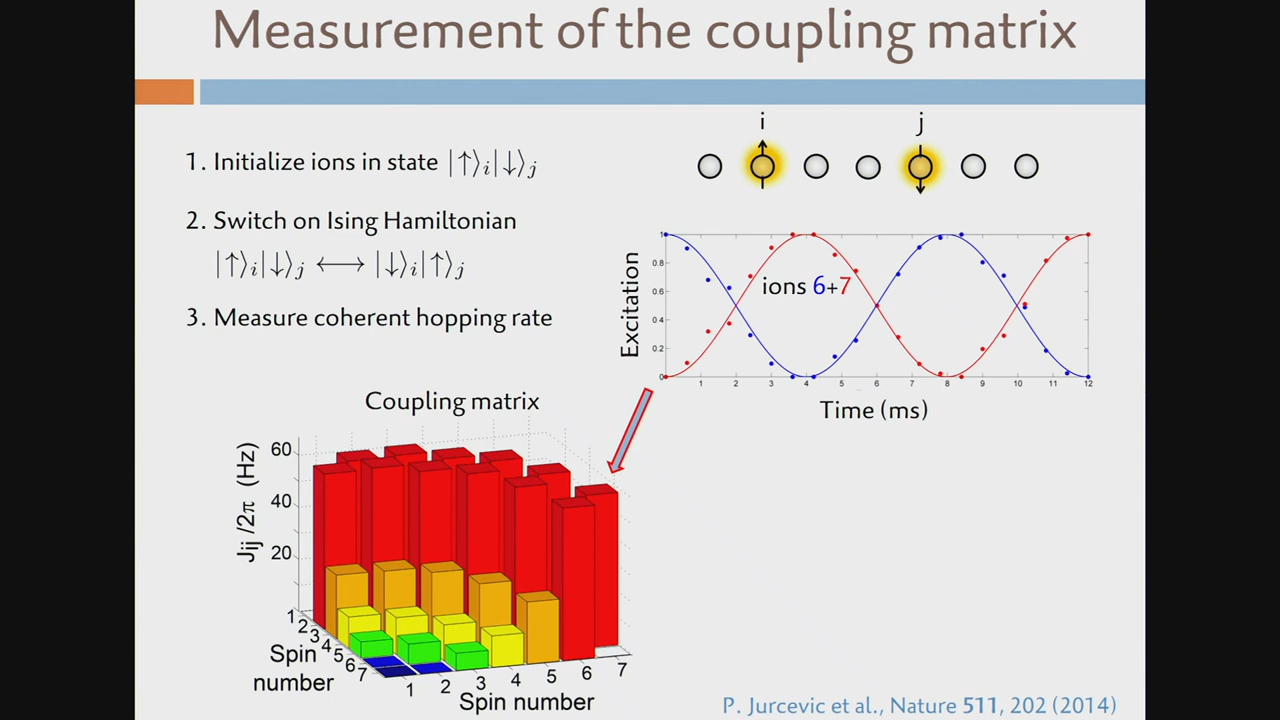 Measurement of the coupling matrix
1. Initialize ions in state |↑⟩i|↓⟩j
2. Switch on Ising Hamiltonian
|↑⟩i|↓⟩j ⟷ |↓⟩i|↑⟩j
3. Measure coherent hopping rate
i j
Excitation
1
0.8
0.6
0.4
0.2
0
ions 6+7
1 2 3 4 5 6 7 8 9 10 11 12
Time (ms)
Coupling matrix
Jij /2π (Hz)
60
40
20
1 2 3 4 5 6 7
Spin number
1 2 3 4 5 6 7
Spin number
P. Jurcevic et al., Nature 511, 202 (2014)